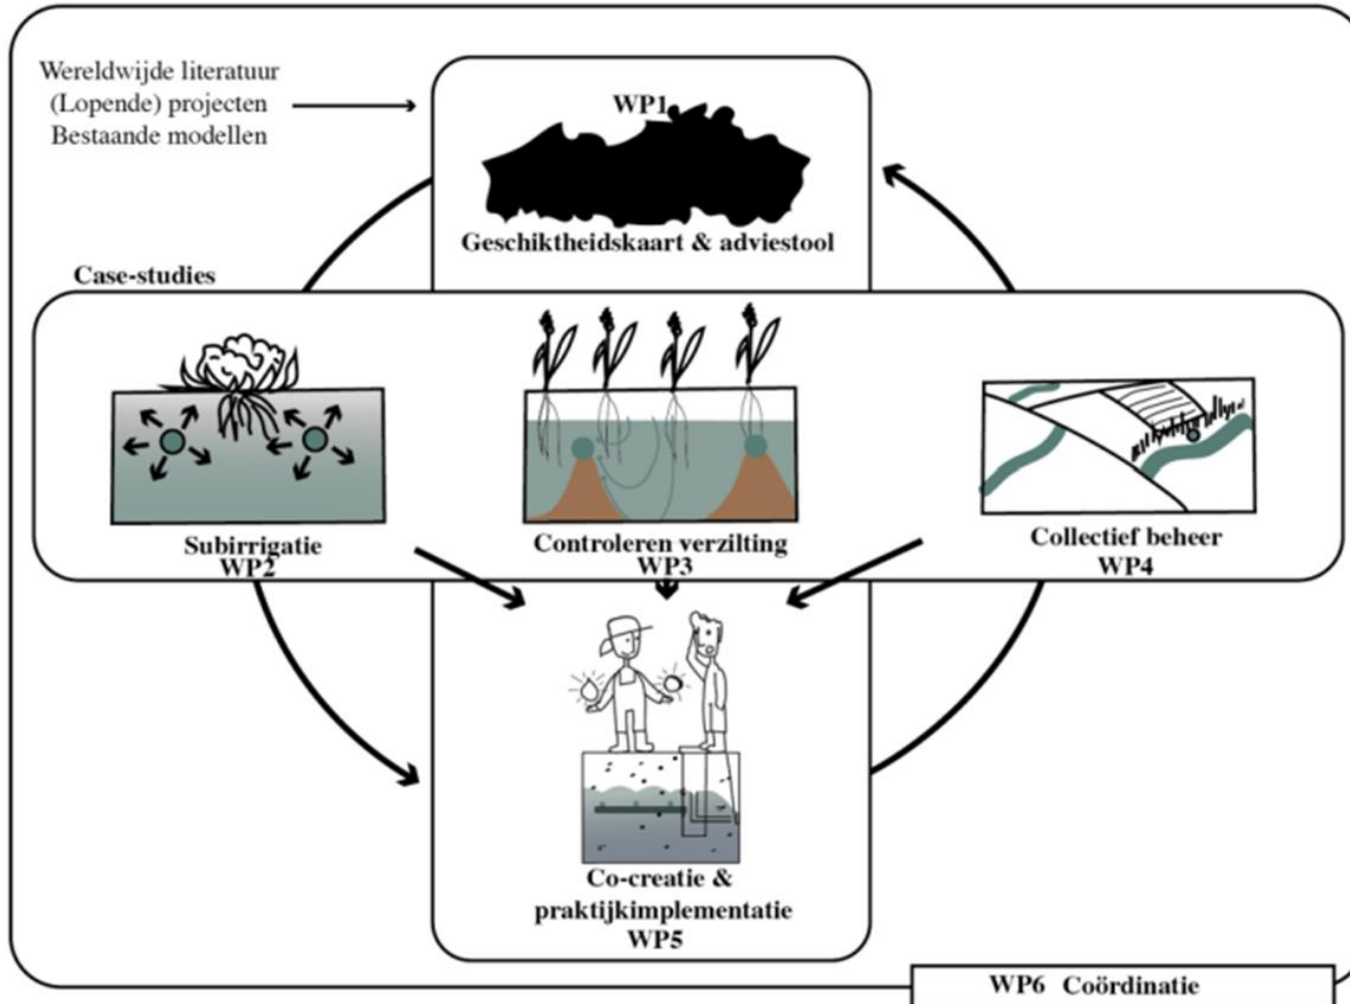 Wereldwijde literatuur
(Lopende) projecten
Bestaande modellen
WP1
Geschiktheidskaart & adviestool
Case-studies
Subirrigatie
WP2
Controleren verzilting
WP3
Collectief beheer
WP4
Co-creatie &
praktijkimplementatie
WP5
WP6 Coördinatie